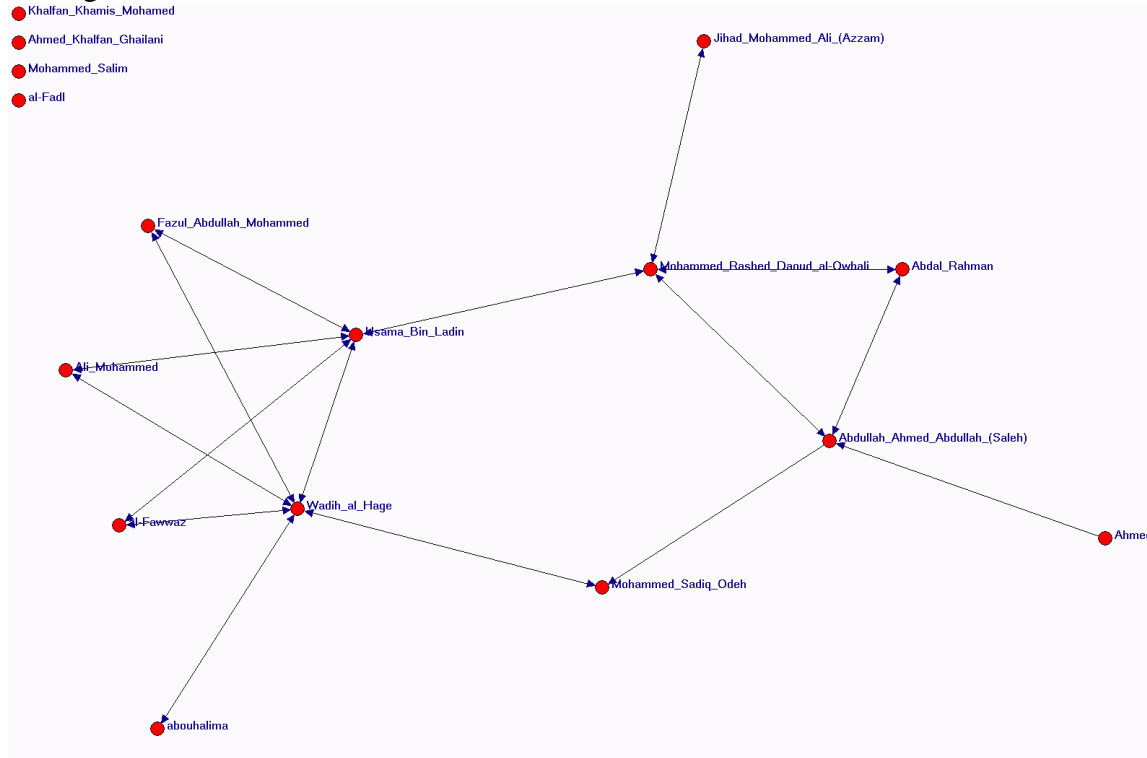 Khalfan_Khamis_Mohamed
Ahmed_Khalfan_Ghailani
Mohammed_Salim
al-Fadl
Jihad_Mohammed_Ali_(Azzam)
Fazul_Abdullah_Mohammed
Mohammed_Rashed_Daoud_al-Owhali
Abdal_Rahman
Usama_Bin_Ladin
Ali_Mohammed
Abdullah_Ahmed_Abdullah_(Saleh)
Wadih_al_Hage
al-Fawwaz
Ahmed
Mohammed_Sadiq_Odeh
abouhalima